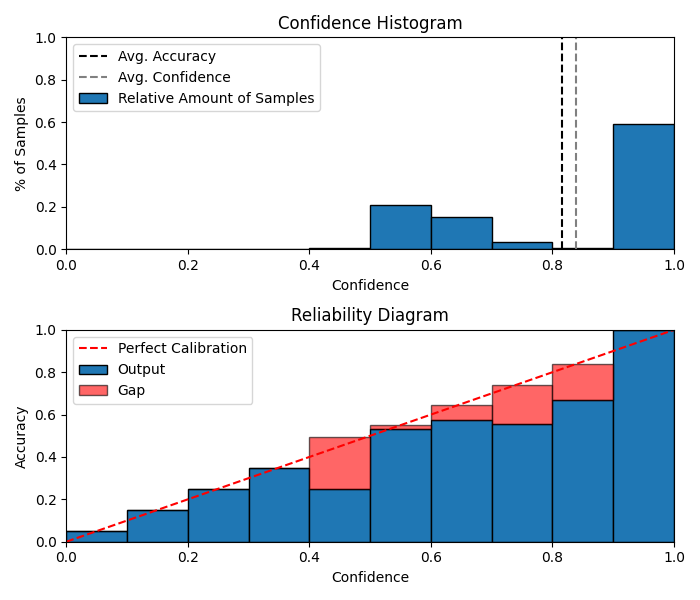 Confidence Histogram
1.0
0.8
0.6
0.4
0.2
0.0
% of Samples
Avg. Accuracy
Avg. Confidence
Relative Amount of Samples
0.0 0.2 0.4 0.6 0.8 1.0
Confidence
Reliability Diagram
1.0
0.8
0.6
0.4
0.2
0.0
Accuracy
Perfect Calibration
Output
Gap
0.0 0.2 0.4 0.6 0.8 1.0
Confidence